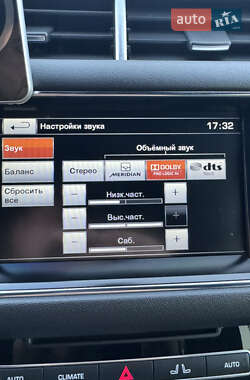 auto RIA
Настройки звука 17:32
Звук
Объёмный звук
Баланс
Стерео
MERIDIAN
DOLBY
PRO LOGIC IIx
dts
Сбросить
все
Низк.част.
- +
Выс.част.
- +
Саб.
- +
AUTO CLIMATE AUTO